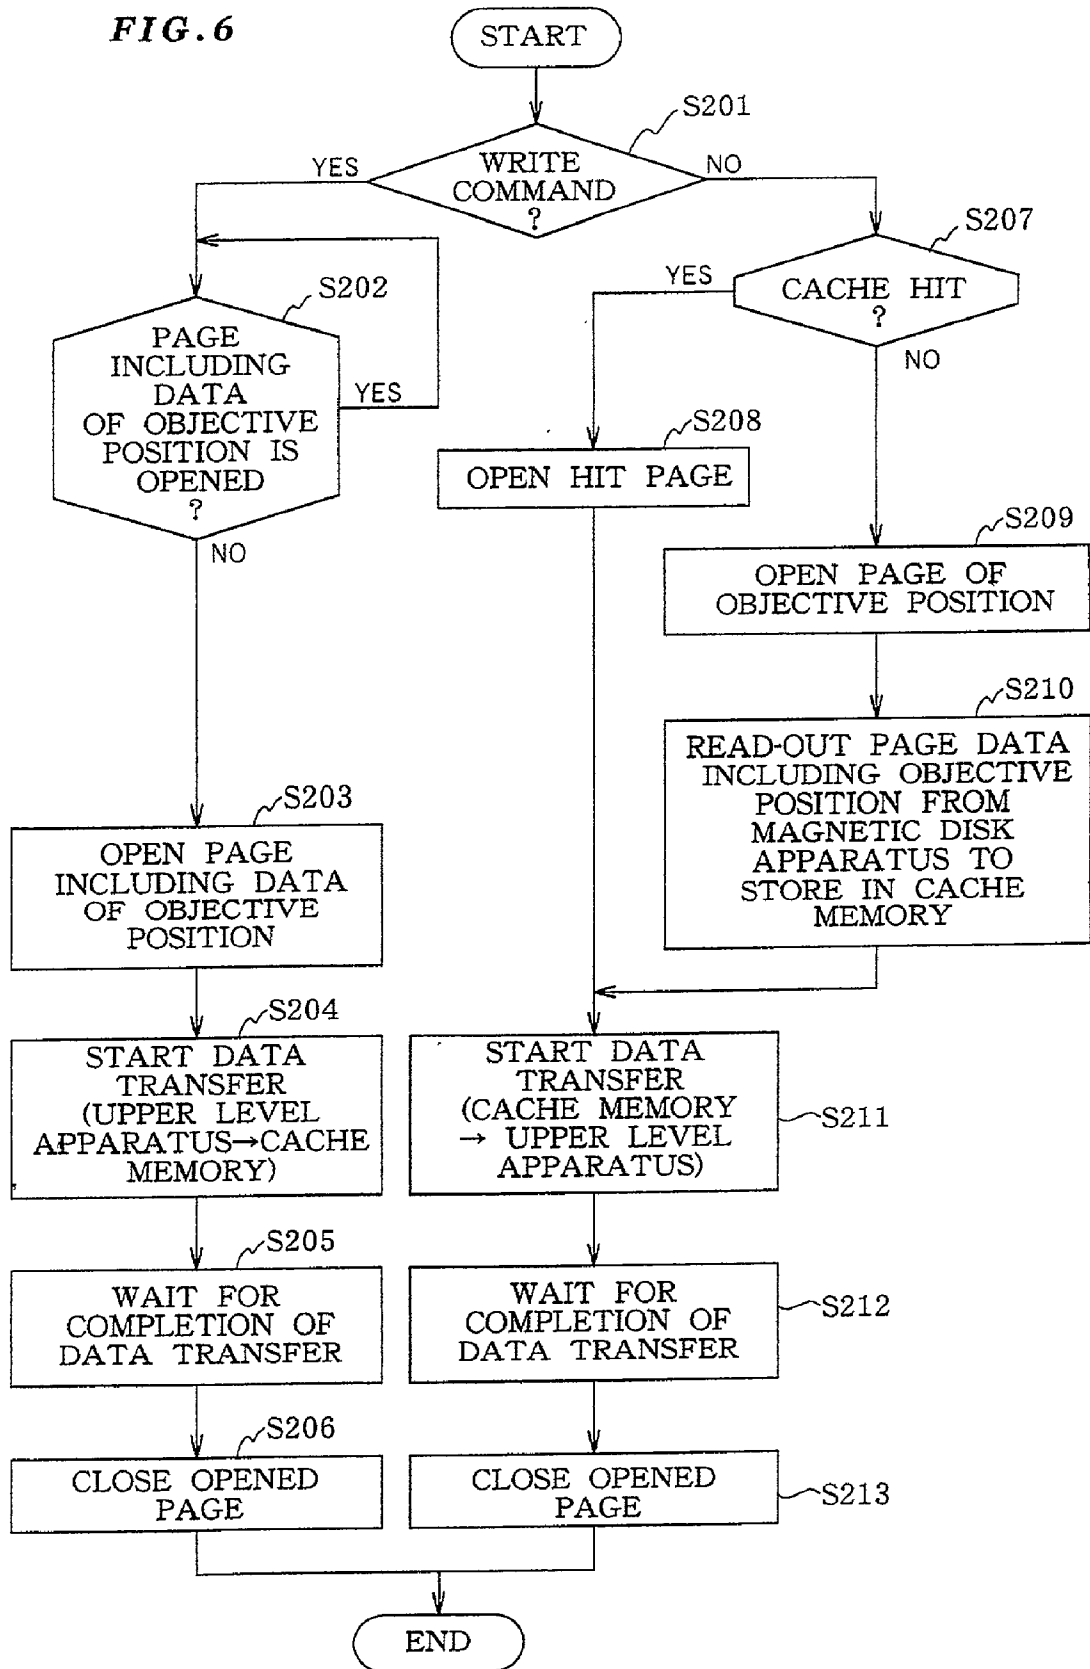 FIG.6
START
S201
WRITE
COMMAND
?
YES
NO
S202
PAGE
INCLUDING
DATA
OF OBJECTIVE
POSITION IS
OPENED
?
YES
NO
S203
OPEN PAGE
INCLUDING DATA
OF OBJECTIVE
POSITION
S204
START DATA
TRANSFER
(UPPER LEVEL
APPARATUS→CACHE
MEMORY)
S205
WAIT FOR
COMPLETION OF
DATA TRANSFER
S206
CLOSE OPENED
PAGE
S207
CACHE HIT
?
YES
NO
S208
OPEN HIT PAGE
S209
OPEN PAGE OF
OBJECTIVE POSITION
S210
READ-OUT PAGE DATA
INCLUDING OBJECTIVE
POSITION FROM
MAGNETIC DISK
APPARATUS TO
STORE IN CACHE
MEMORY
START DATA
TRANSFER
(CACHE MEMORY
→ UPPER LEVEL
APPARATUS)
S211
WAIT FOR
COMPLETION OF
DATA TRANSFER
S212
CLOSE OPENED
PAGE
S213
END